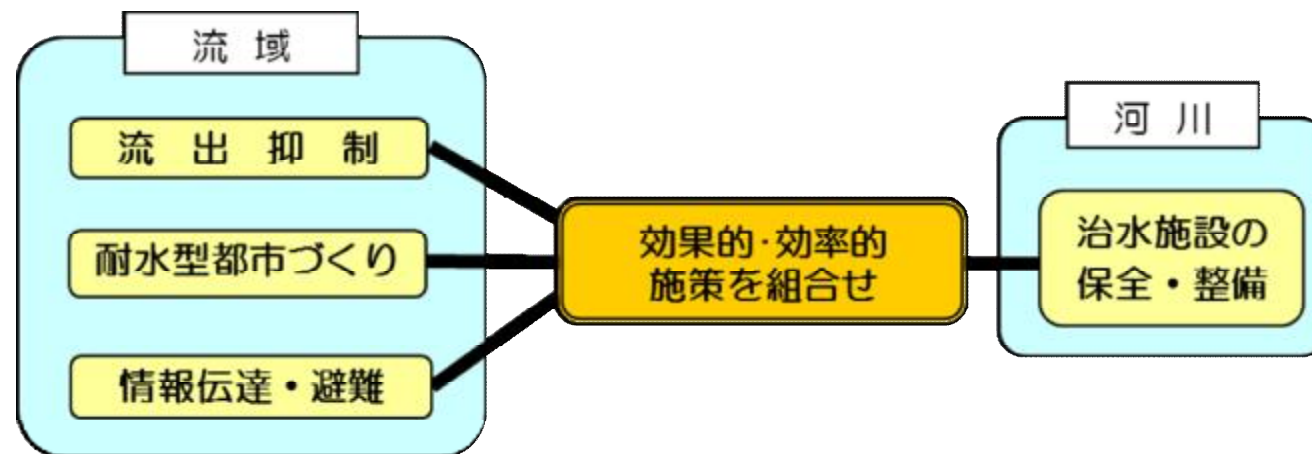 流域
流出抑制
耐水型都市づくり
情報伝達・避難
効果的・効率的
施策を組合せ
河川
治水施設の
保全・整備